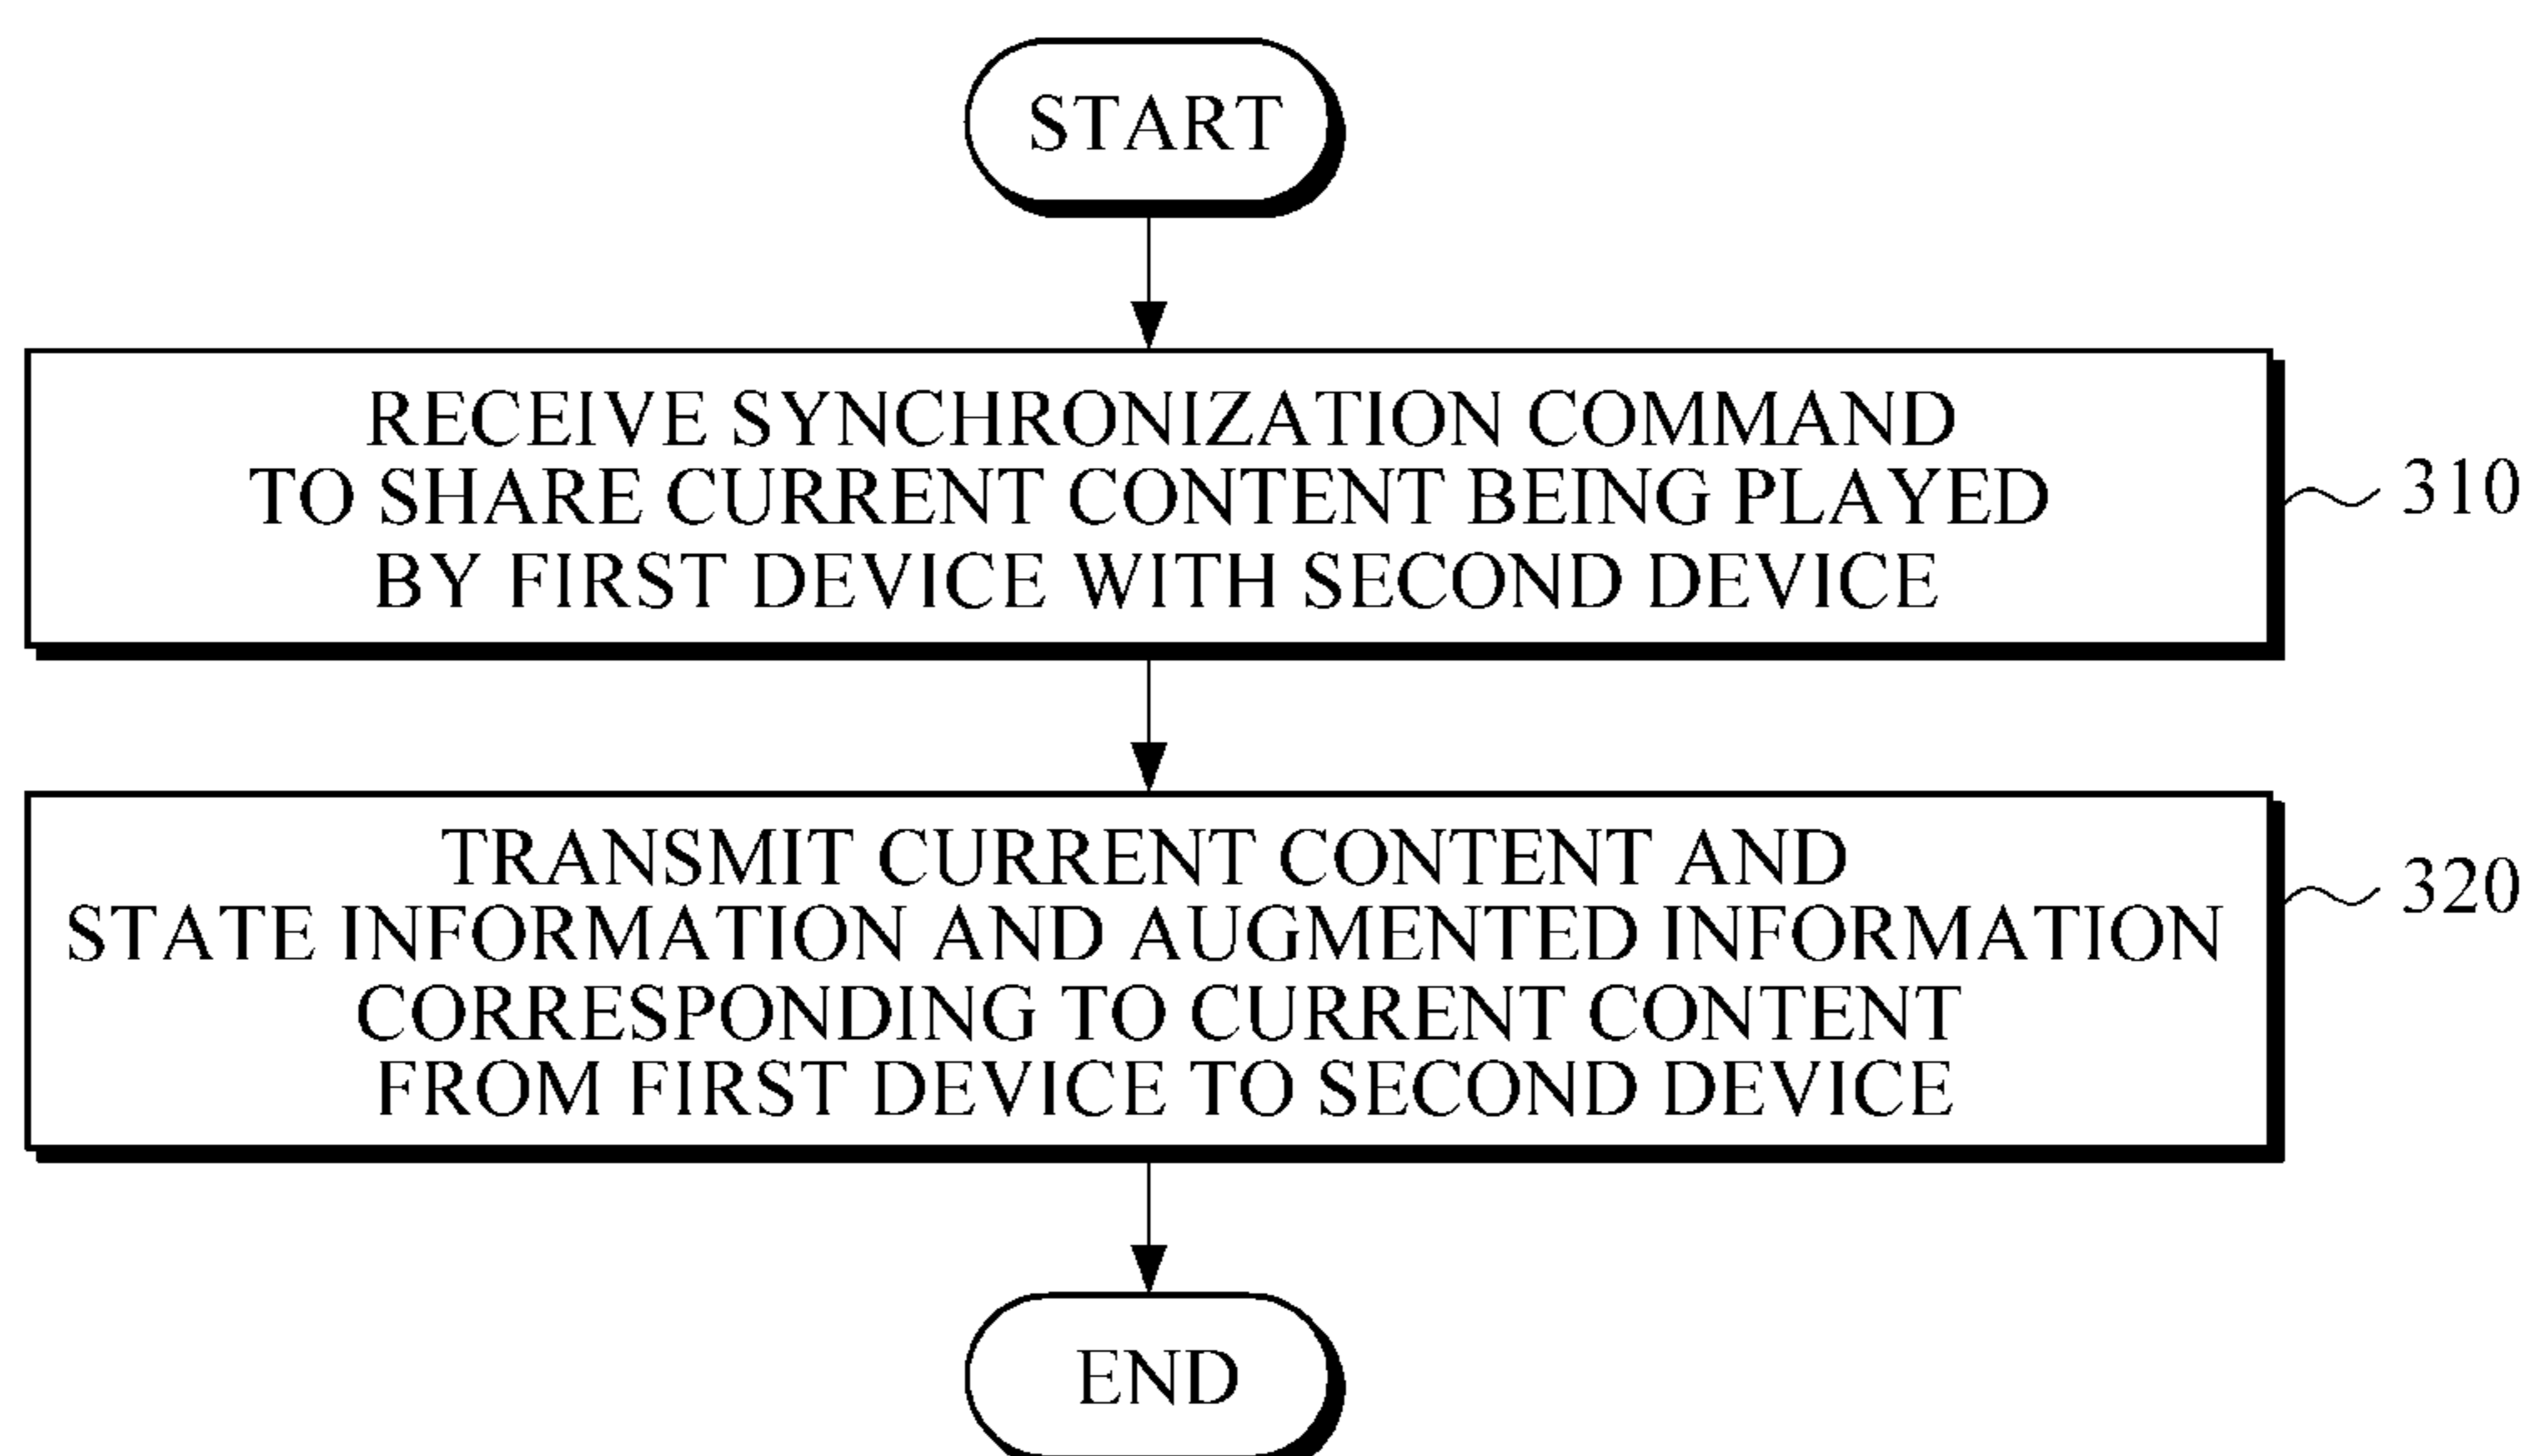 START
RECEIVE SYNCHRONIZATION COMMAND
TO SHARE CURRENT CONTENT BEING PLAYED
BY FIRST DEVICE WITH SECOND DEVICE
310
TRANSMIT CURRENT CONTENT AND
STATE INFORMATION AND AUGMENTED INFORMATION
CORRESPONDING TO CURRENT CONTENT
FROM FIRST DEVICE TO SECOND DEVICE
320
END